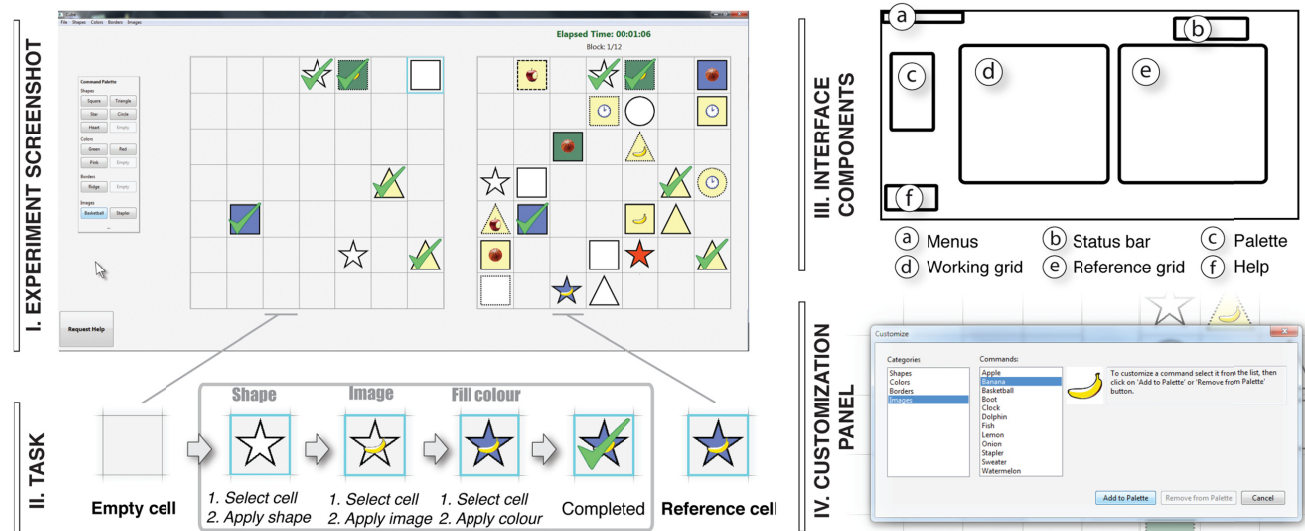 I. EXPERIMENT SCREENSHOT
Cube
File Shapes Colors Borders Images
Elapsed Time: 00:01:06
Block: 1/12
Command Palette
Shapes
Square Triangle
Star Circle
Heart Empty
Colors
Green Red
Pink Empty
Borders
Ridge Empty
Images
Basketball Stapler
...
Request Help
II. TASK
Shape Image Fill colour
Empty cell
1. Select cell
2. Apply shape
1. Select cell
2. Apply image
1. Select cell
2. Apply colour
Completed
Reference cell
III. INTERFACE
COMPONENTS
a
b
c
d
e
f
a Menus b Status bar c Palette
d Working grid e Reference grid f Help
IV. CUSTOMIZATION
PANEL
Customize
Categories
Shapes
Colors
Borders
Images
Commands:
Apple
Banana
Basketball
Boot
Clock
Dolphin
Fish
Lemon
Onion
Stapler
Sweater
Watermelon
To customize a command select it from the list, then
click on 'Add to Palette' or 'Remove from Palette'
button.
Add to Palette Remove from Palette Cancel